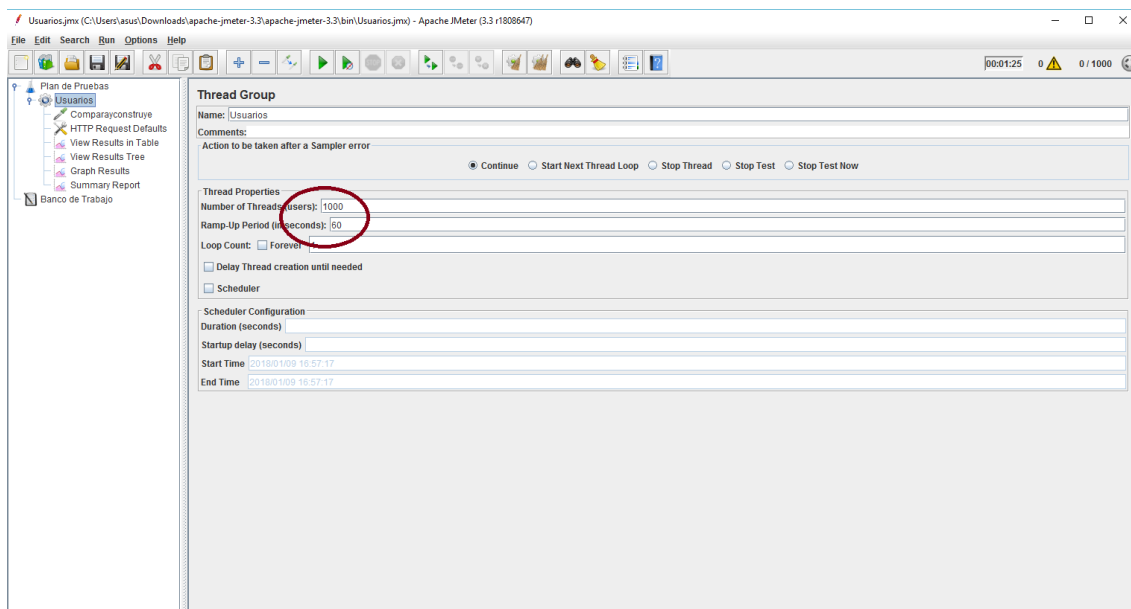 Usuarios.jmx (C:\Users\asus\Downloads\apache-jmeter-3.3\apache-jmeter-3.3\bin\Usuarios.jmx) - Apache JMeter (3.3 r1808647)
File Edit Search Run Options Help
00:01:25 0 0 / 1000
Plan de Pruebas
Usuarios
Comparayconstruye
HTTP Request Defaults
View Results in Table
View Results Tree
Graph Results
Summary Report
Banco de Trabajo
Thread Group
Name: Usuarios
Comments:
Action to be taken after a Sampler error
Continue Start Next Thread Loop Stop Thread Stop Test Stop Test Now
Thread Properties
Number of Threads (users): 1000
Ramp-Up Period (in seconds): 60
Loop Count: Forever
Delay Thread creation until needed
Scheduler
Scheduler Configuration
Duration (seconds)
Startup delay (seconds)
Start Time 2018/01/09 16:57:17
End Time 2018/01/09 16:57:17